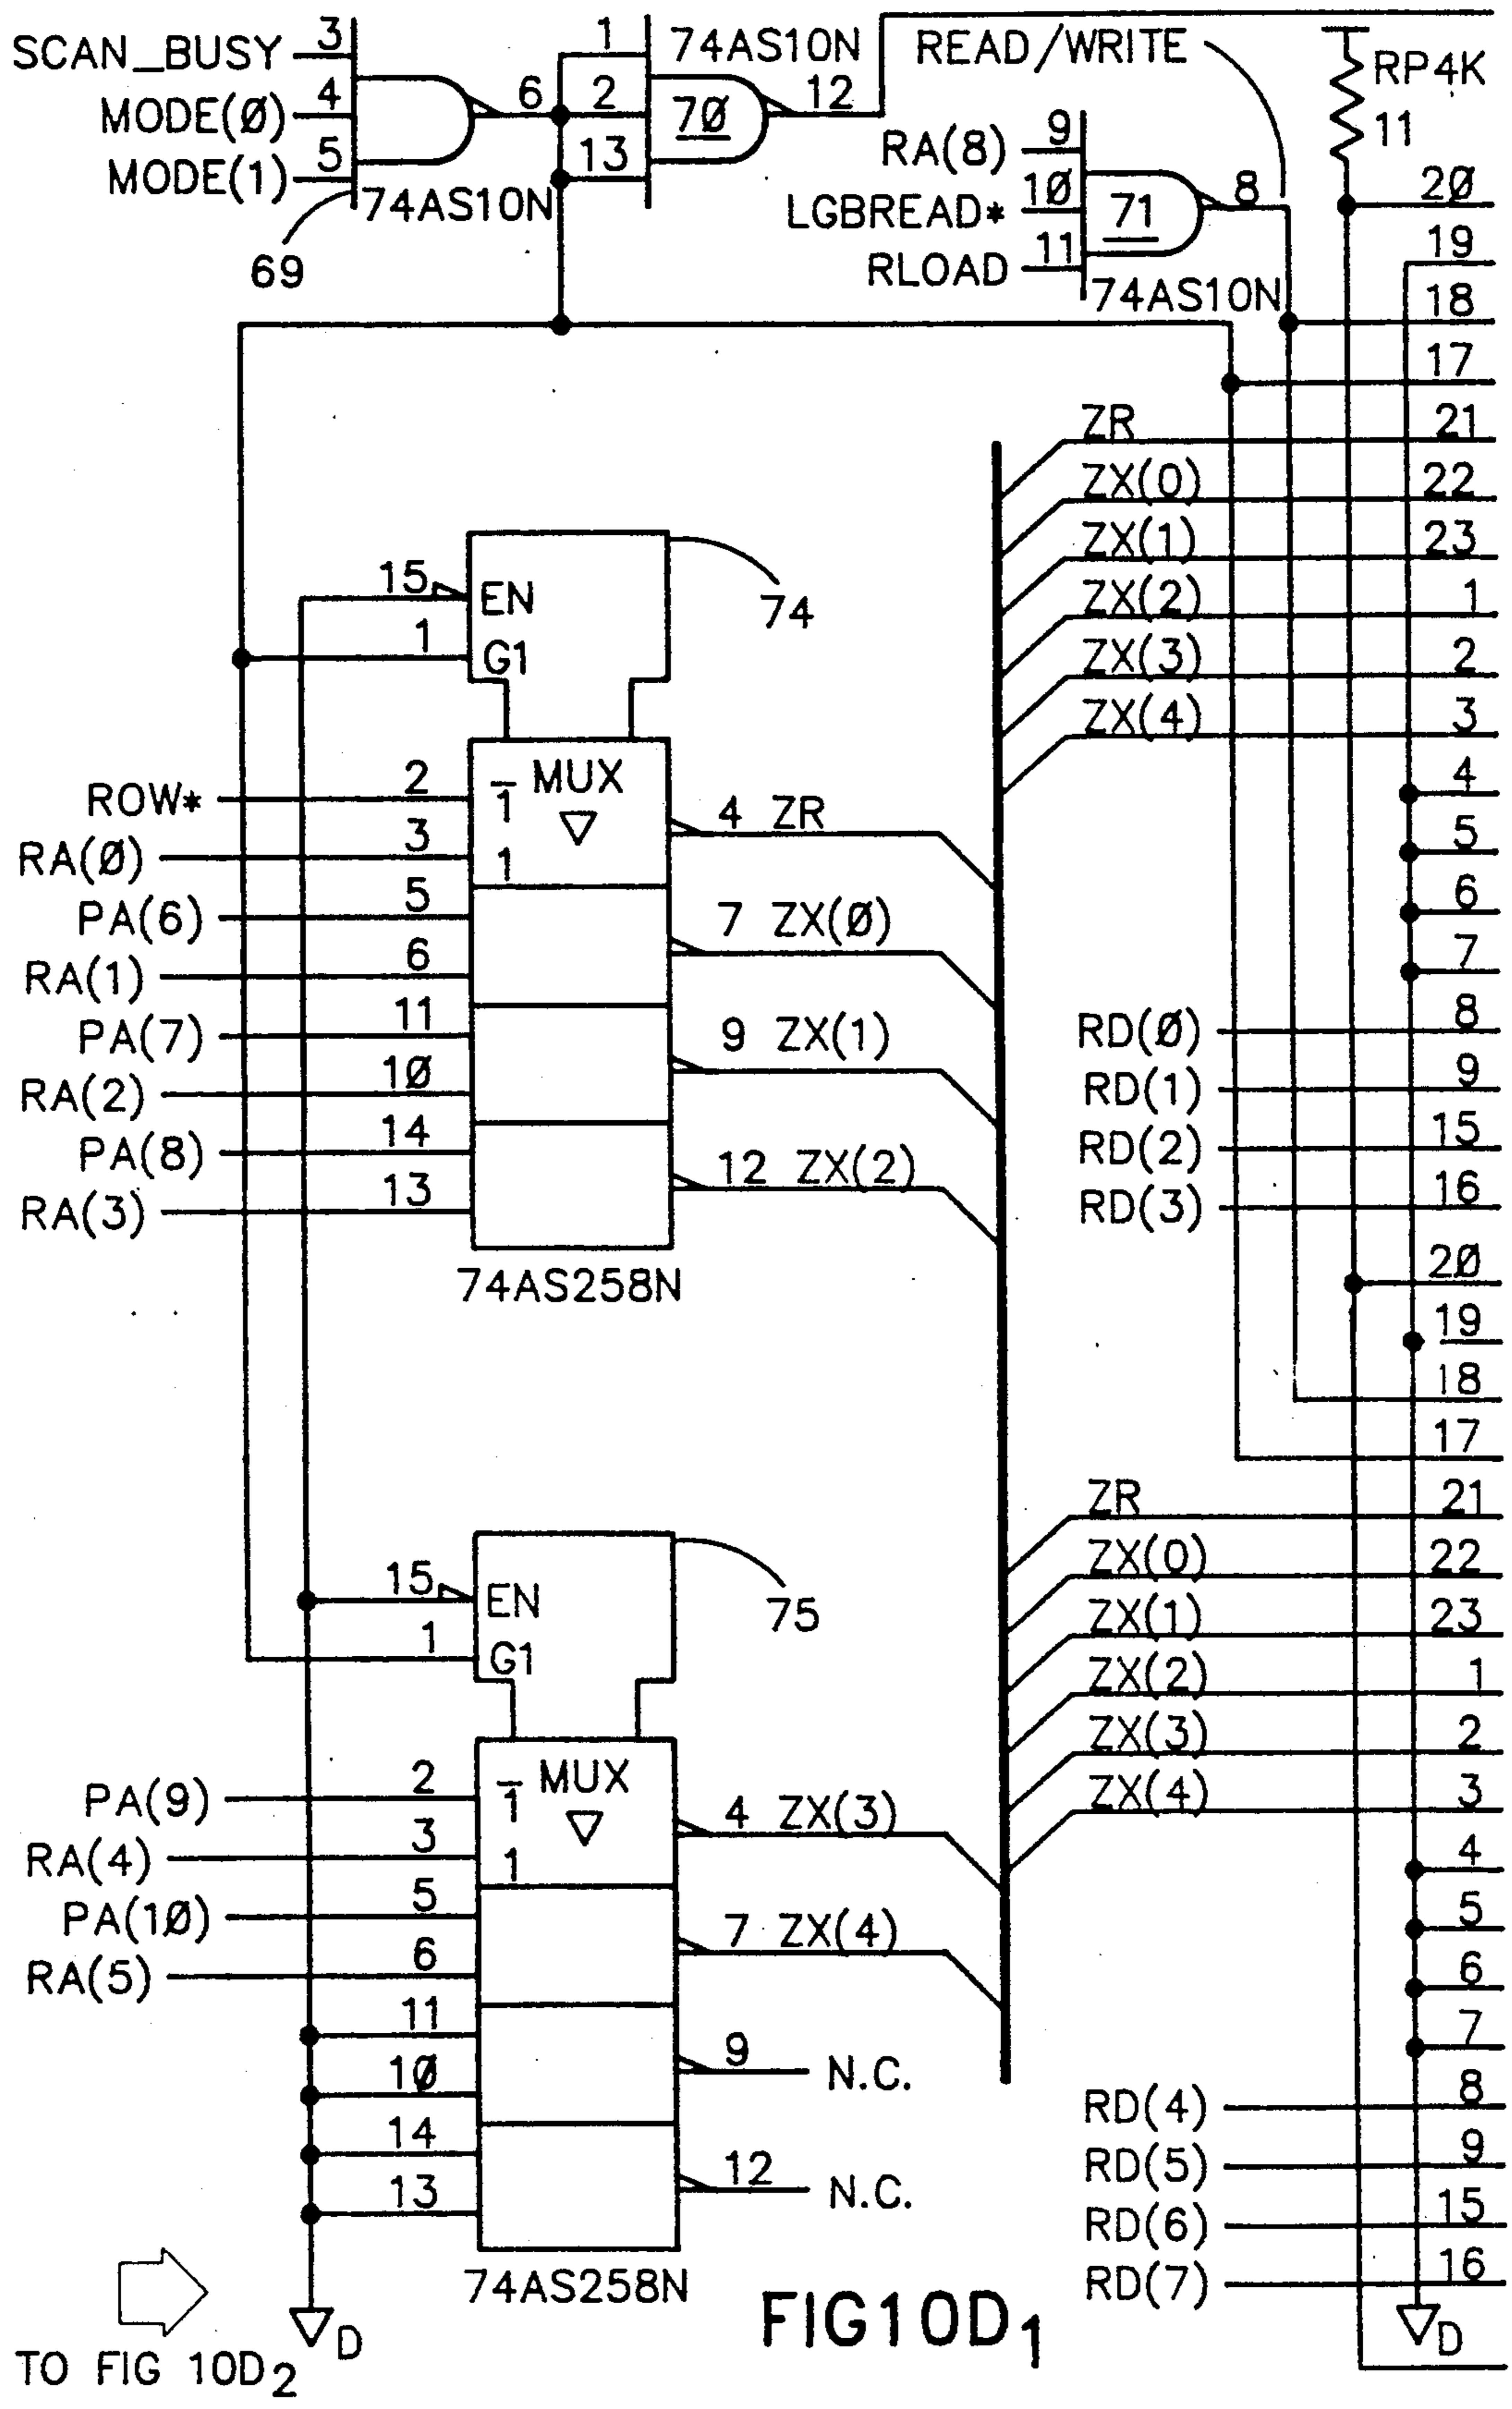 SCAN_BUSY 3
MODE(Ø) 4
MODE(1) 5
6
74AS10N
69
1
2
13
74AS10N
7Ø
12
READ/WRITE
RA(8) 9
LGBREAD* 1Ø
RLOAD 11
71
8
74AS10N
RP4K
11
2Ø
19
18
17
ZR 21
ZX(0) 22
ZX(1) 23
ZX(2) 1
ZX(3) 2
ZX(4) 3
4
5
6
7
RD(Ø) 8
RD(1) 9
RD(2) 15
RD(3) 16
15 EN
1 G1
74
ROW* 2 1 MUX
RA(Ø) 3 1
4 ZR
PA(6) 5
RA(1) 6
7 ZX(Ø)
PA(7) 11
RA(2) 1Ø
9 ZX(1)
PA(8) 14
RA(3) 13
12 ZX(2)
74AS258N
2Ø
19
18
17
ZR 21
ZX(0) 22
ZX(1) 23
ZX(2) 1
ZX(3) 2
ZX(4) 3
4
5
6
7
RD(4) 8
RD(5) 9
RD(6) 15
RD(7) 16
D
15 EN
1 G1
75
PA(9) 2 1 MUX
RA(4) 3 1
4 ZX(3)
PA(1Ø) 5
RA(5) 6
7 ZX(4)
11
1Ø
9 N.C.
14
13
12 N.C.
74AS258N
D
TO FIG 10D2
FIG10D1